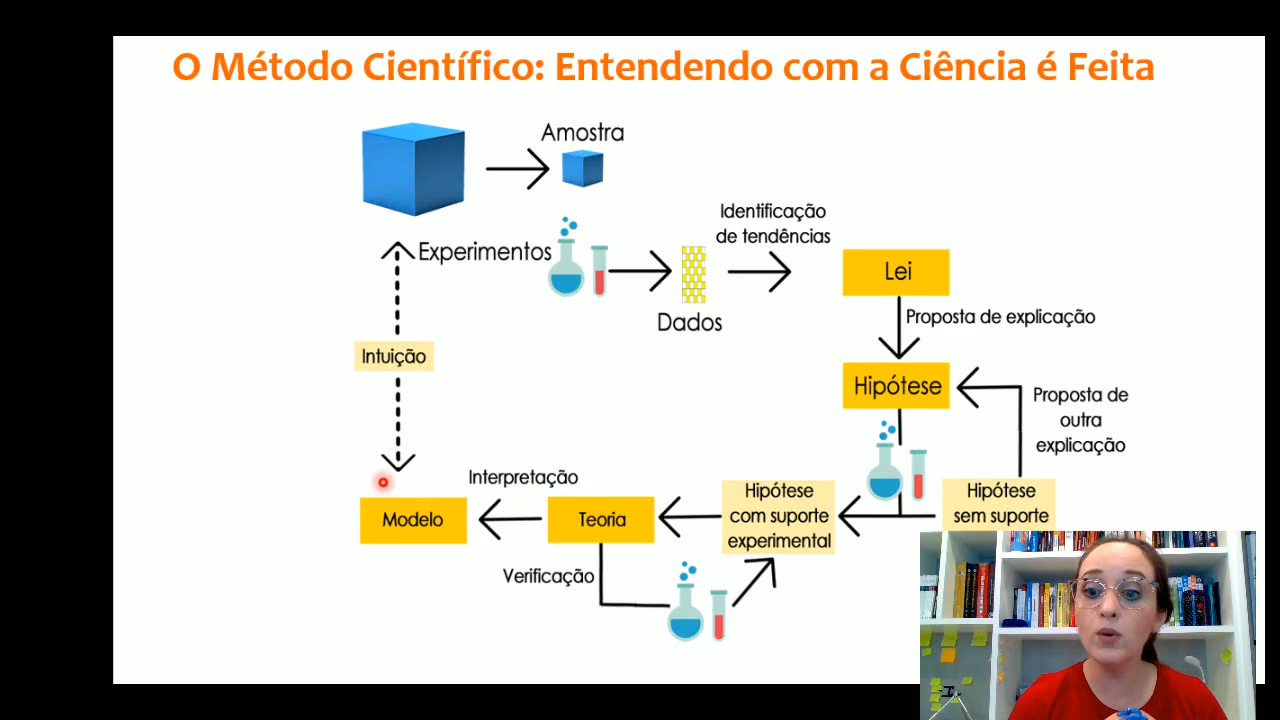 O Método Científico: Entendendo com a Ciência é Feita
Amostra
Experimentos
Dados
Identificação
de tendências
Lei
Proposta de explicação
Hipótese
Proposta de
outra
explicação
Hipótese
sem suporte
Hipótese
com suporte
experimental
Teoria
Verificação
Interpretação
Modelo
Intuição